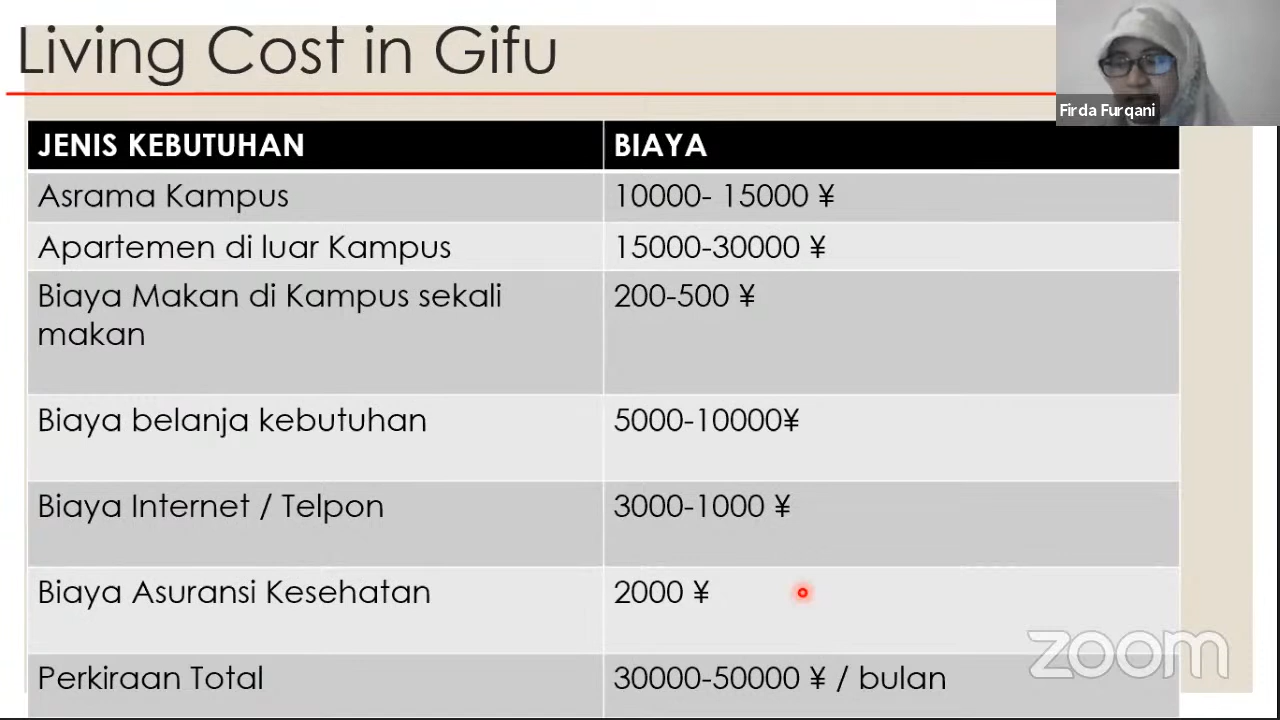 Living Cost in Gifu
Firda Furqani
JENIS KEBUTUHAN BIAYA
Asrama Kampus 10000- 15000 ¥
Apartemen di luar Kampus 15000-30000 ¥
Biaya Makan di Kampus sekali 200-500 ¥
makan
Biaya belanja kebutuhan 5000-10000¥
Biaya Internet / Telpon 3000-1000 ¥
Biaya Asuransi Kesehatan 2000 ¥
zoom
Perkiraan Total 30000-50000 ¥ / bulan